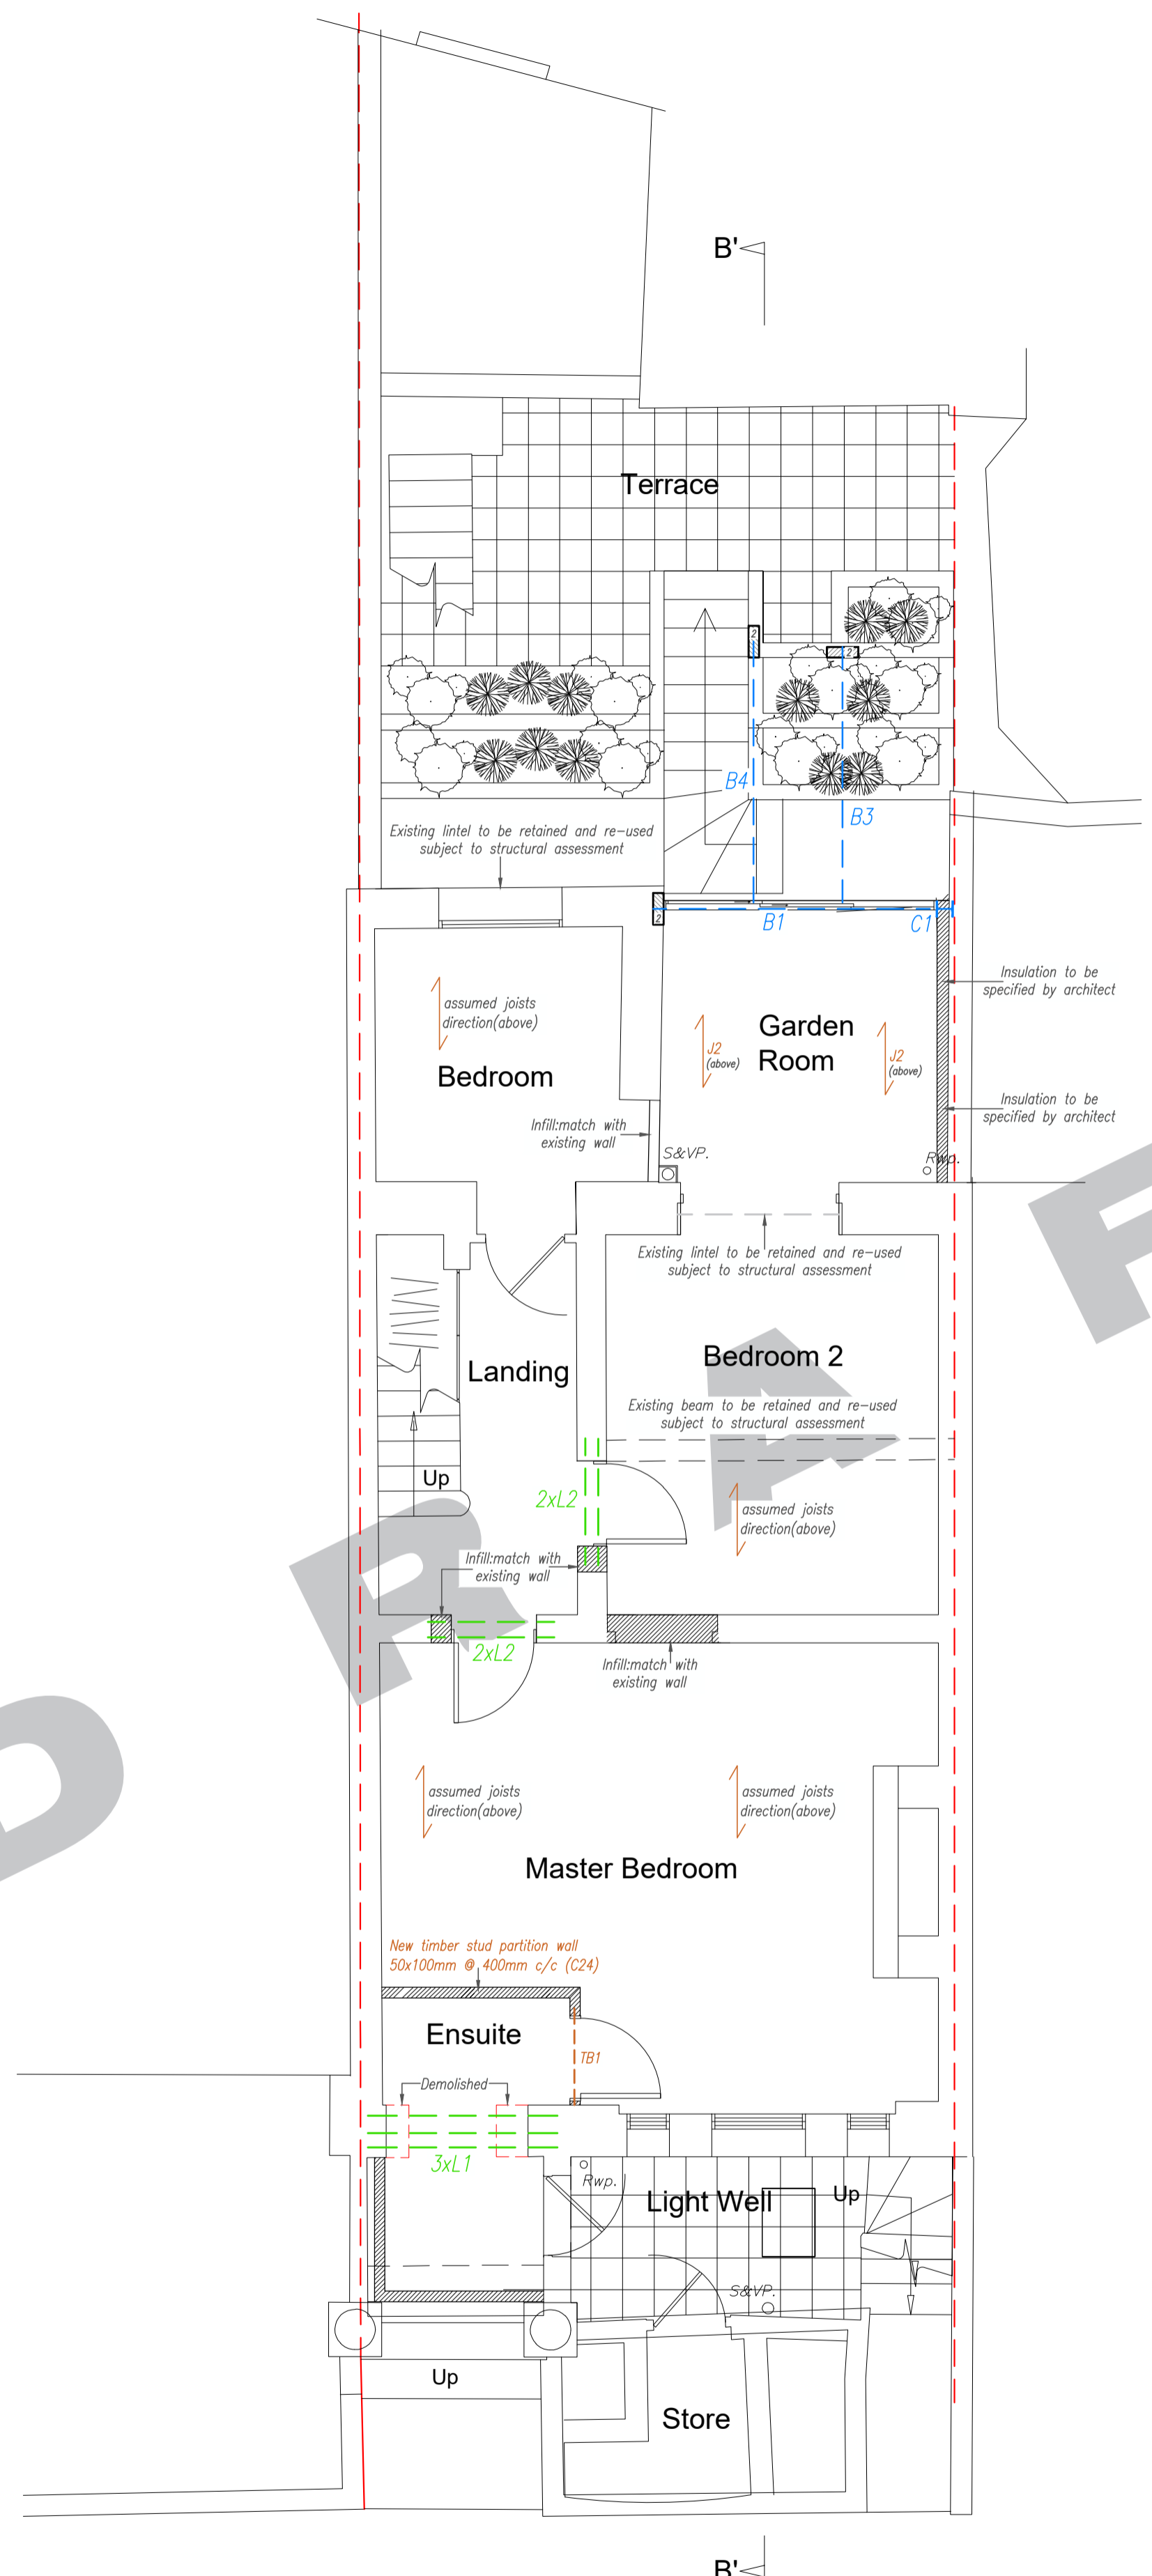 B'
Terrace
2
2
B4
B3
Existing lintel to be retained and re-used
subject to structural assessment
2
B1
C1
Insulation to be
specified by architect
assumed joists
direction(above)
Bedroom
Garden
Room
J2
(above)
J2
(above)
Insulation to be
specified by architect
Infill:match with
existing wall
S&VP.
Rwp.
Existing lintel to be retained and re-used
subject to structural assessment
Landing
Bedroom 2
Existing beam to be retained and re-used
subject to structural assessment
Up
2xL2
assumed joists
direction(above)
Infill:match with
existing wall
2xL2
Infill:match with
existing wall
DRAF
assumed joists
direction(above)
assumed joists
direction(above)
Master Bedroom
New timber stud partition wall
50x100mm @ 400mm c/c (C24)
Ensuite
TB1
Demolished
3xL1
Rwp.
Light Well
Up
S&VP.
Up
Store
B'